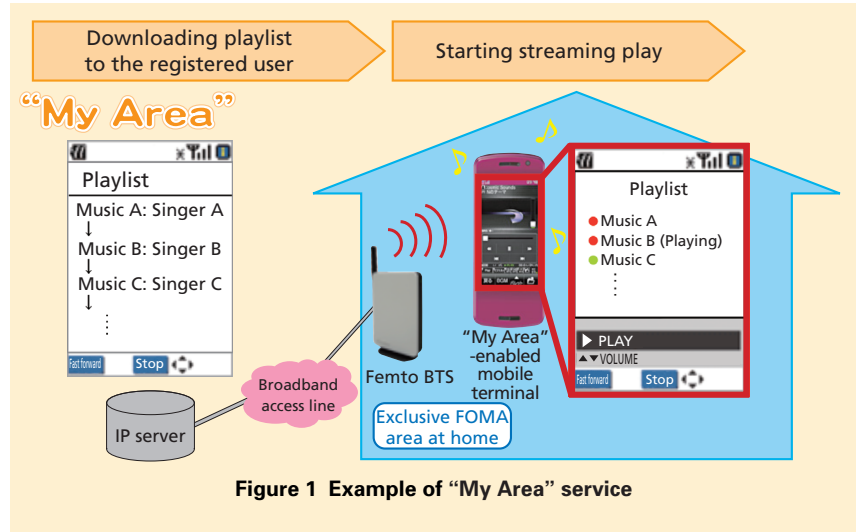 Downloading playlist
to the registered user
Starting streaming play
“My Area”
Playlist
Music A: Singer A
↓
Music B: Singer B
↓
Music C: Singer C
↓
⋮
Fast forward
Stop
IP server
Broadband
access line
Femto BTS
Exclusive FOMA
area at home
“My Area”
-enabled
mobile
terminal
Playlist
Music A
Music B (Playing)
Music C
⋮
▶ PLAY
▲▼VOLUME
Fast forward
Stop
Figure 1 Example of “My Area” service